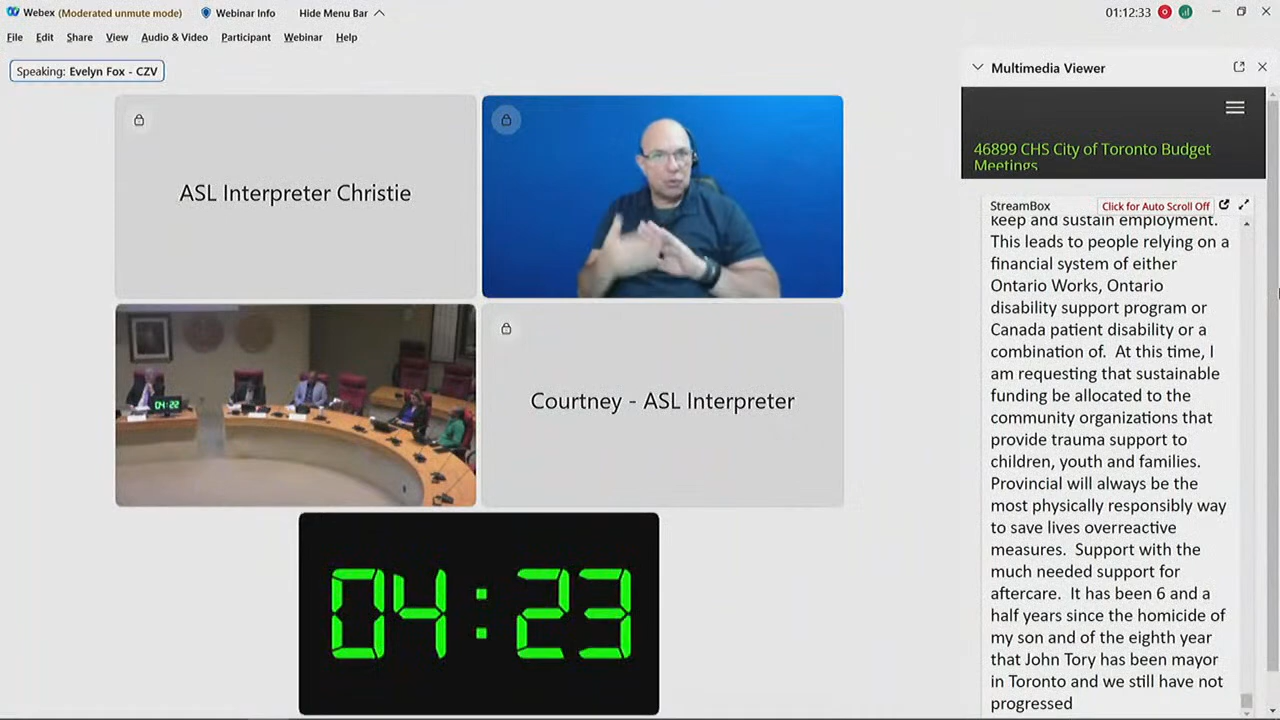 Webex (Moderated unmute mode) Webinar Info Hide Menu Bar 01:12:33
File Edit Share View Audio & Video Participant Webinar Help
Speaking: Evelyn Fox - CZV
Multimedia Viewer
ASL Interpreter Christie
46899 CHS City of Toronto Budget
Meetings
StreamBox Click for Auto Scroll Off
keep and sustain employment.
This leads to people relying on a
financial system of either
Ontario Works, Ontario
disability support program or
Canada patient disability or a
combination of. At this time, I
am requesting that sustainable
funding be allocated to the
community organizations that
provide trauma support to
children, youth and families.
Provincial will always be the
most physically responsibly way
to save lives overreactive
measures. Support with the
much needed support for
aftercare. It has been 6 and a
half years since the homicide of
my son and of the eighth year
that John Tory has been mayor
in Toronto and we still have not
progressed
04:22
Courtney - ASL Interpreter
04:23